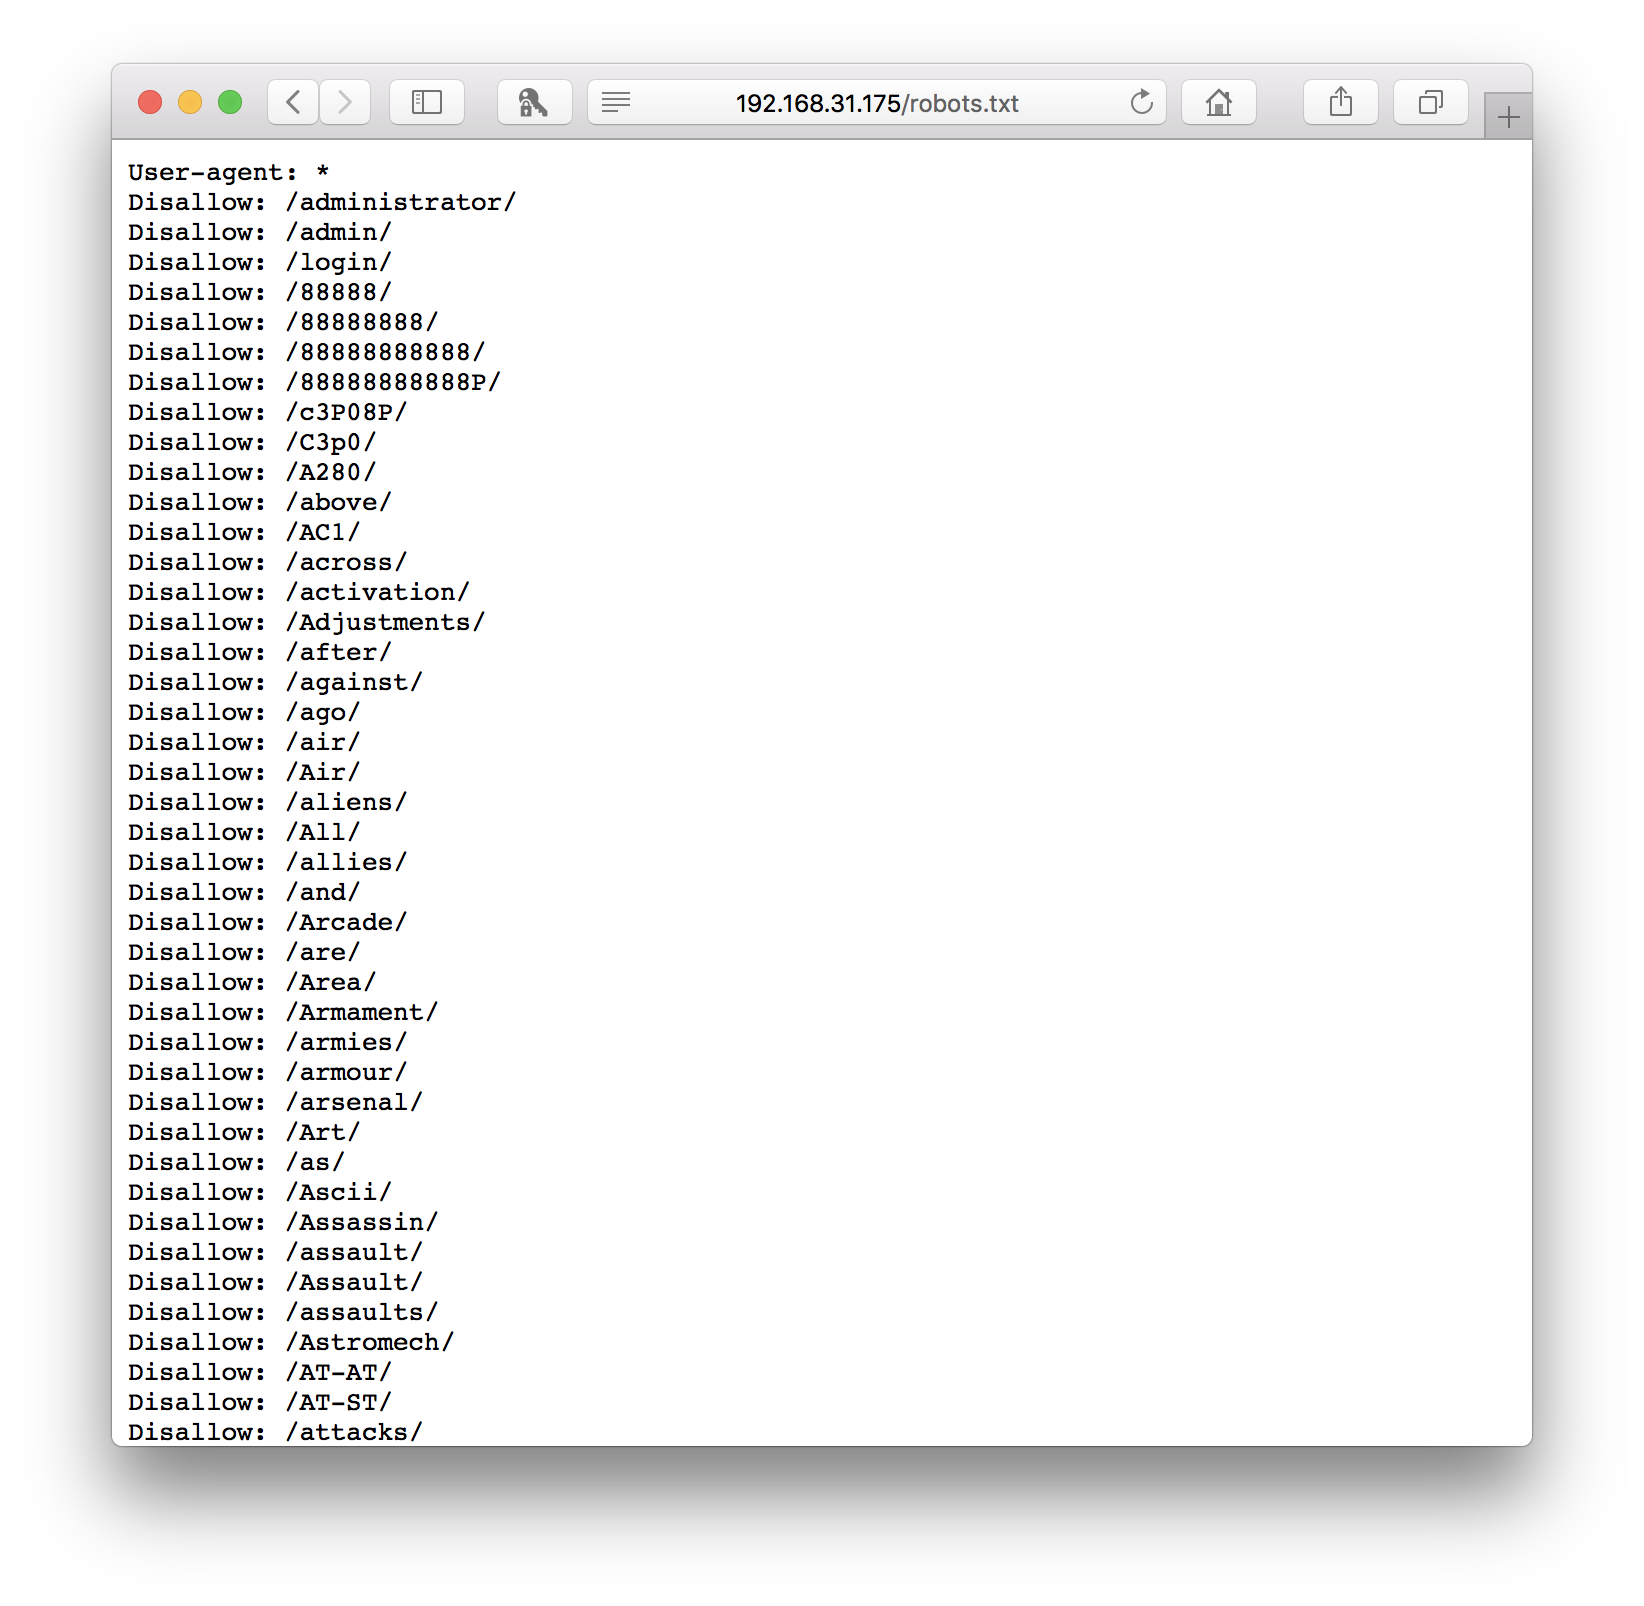 192.168.31.175/robots.txt
User-agent: *
Disallow: /administrator/
Disallow: /admin/
Disallow: /login/
Disallow: /88888/
Disallow: /88888888/
Disallow: /88888888888/
Disallow: /88888888888P/
Disallow: /c3P08P/
Disallow: /C3p0/
Disallow: /A280/
Disallow: /above/
Disallow: /AC1/
Disallow: /across/
Disallow: /activation/
Disallow: /Adjustments/
Disallow: /after/
Disallow: /against/
Disallow: /ago/
Disallow: /air/
Disallow: /Air/
Disallow: /aliens/
Disallow: /All/
Disallow: /allies/
Disallow: /and/
Disallow: /Arcade/
Disallow: /are/
Disallow: /Area/
Disallow: /Armament/
Disallow: /armies/
Disallow: /armour/
Disallow: /arsenal/
Disallow: /Art/
Disallow: /as/
Disallow: /Ascii/
Disallow: /Assassin/
Disallow: /assault/
Disallow: /Assault/
Disallow: /assaults/
Disallow: /Astromech/
Disallow: /AT-AT/
Disallow: /AT-ST/
Disallow: /attacks/